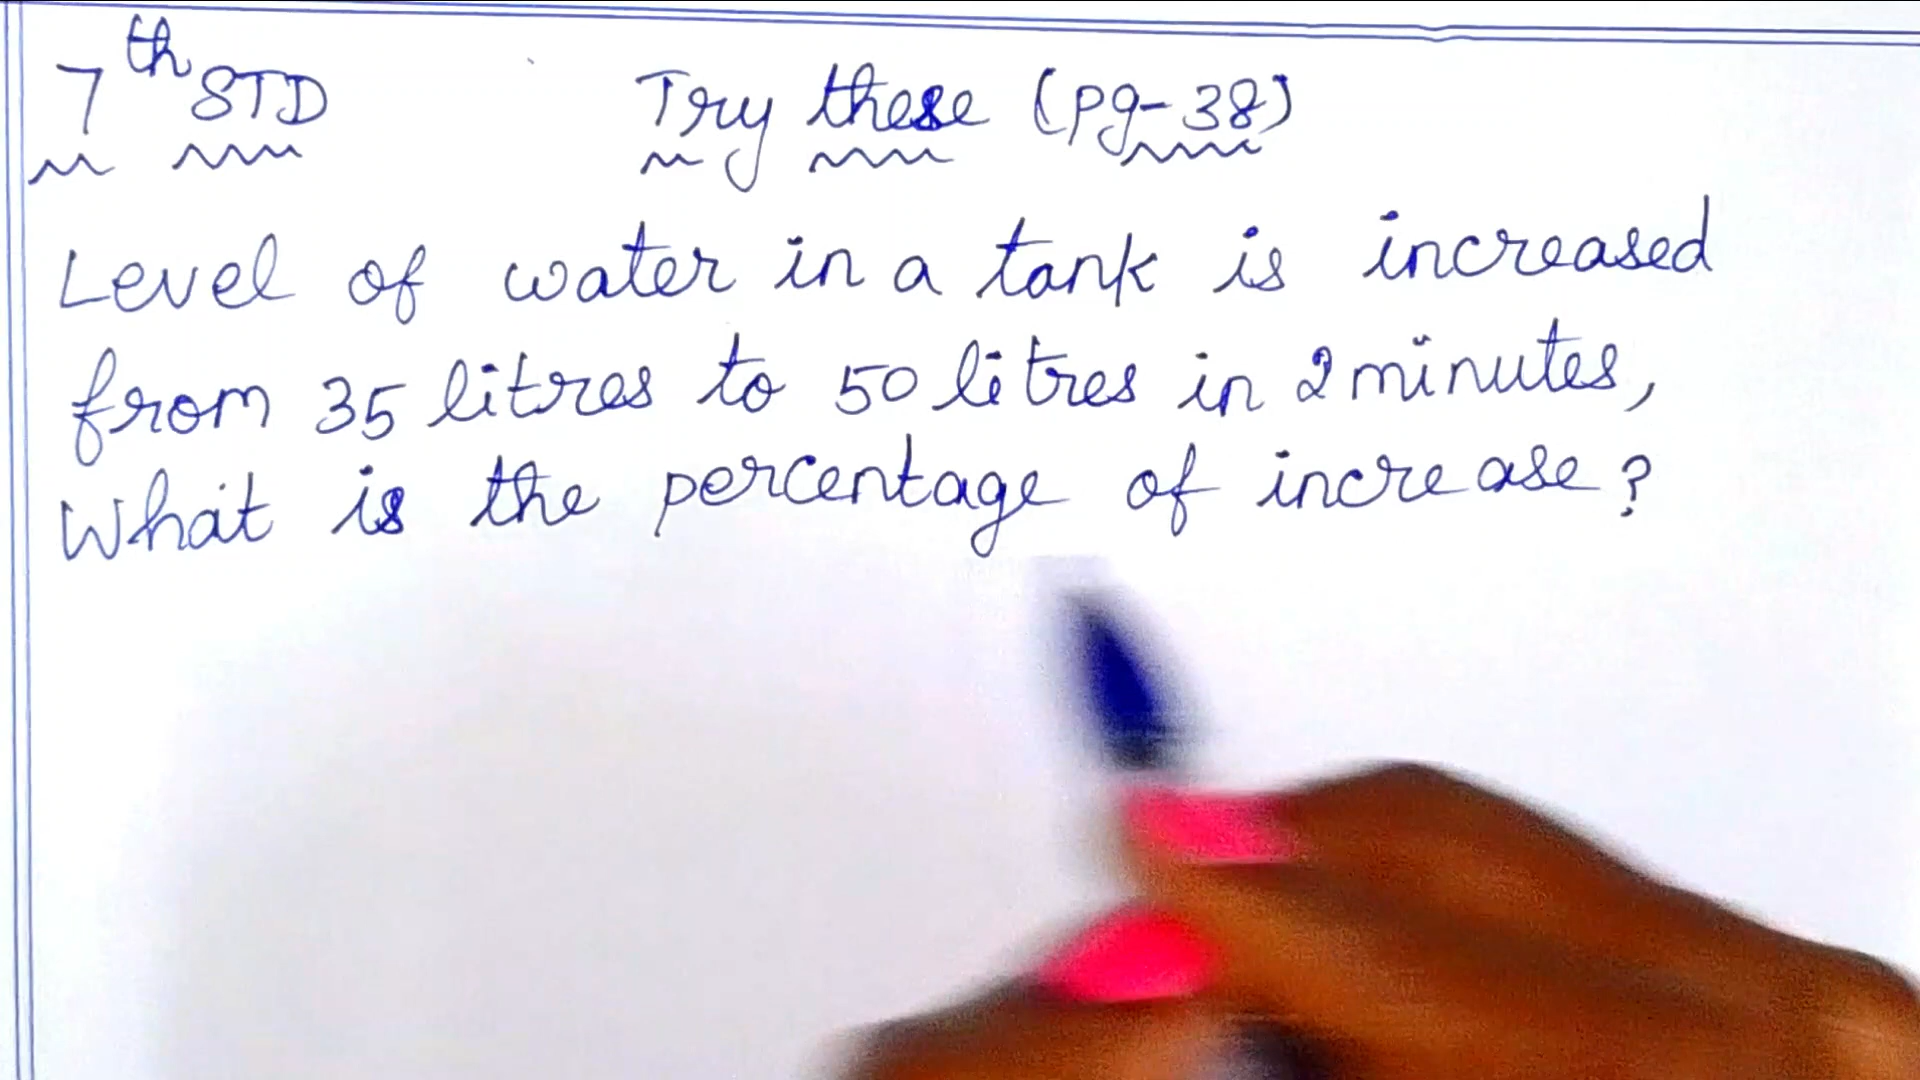 7th STD Try these (pg-38)
Level of water in a tank is increased
from 35 litres to 50 litres in 2 minutes,
What is the percentage of increase?